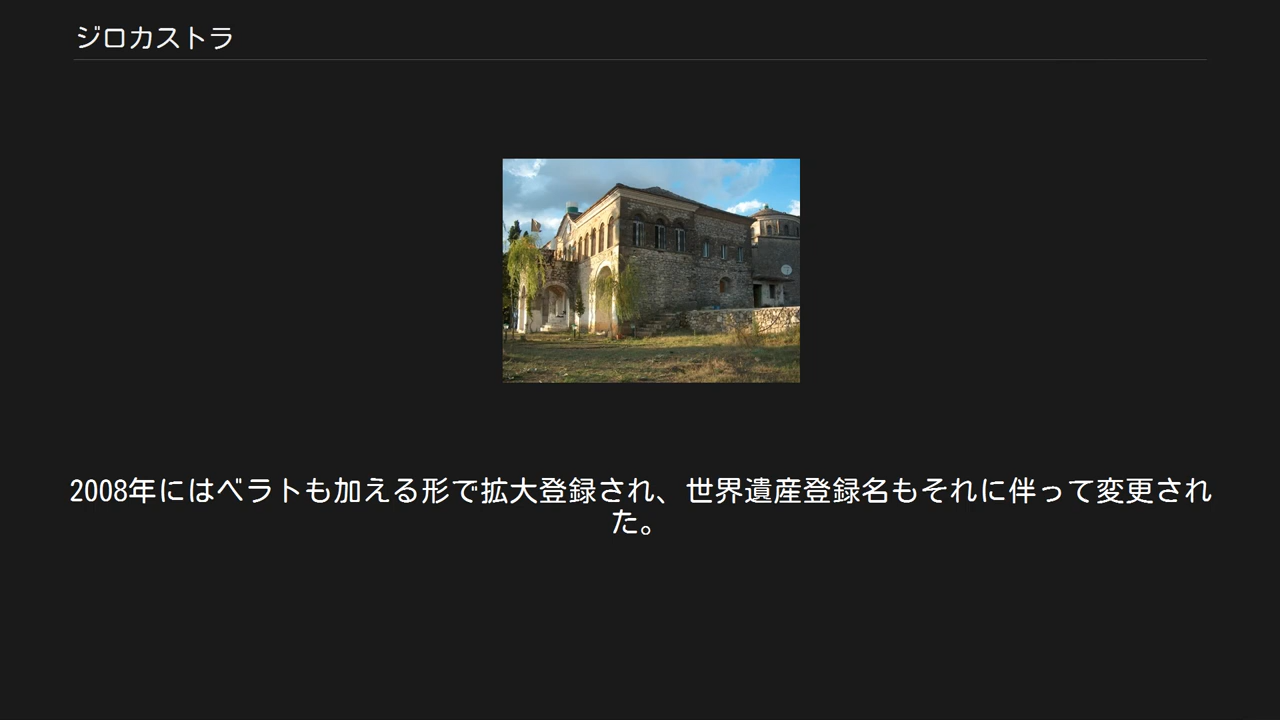 ジロカストラ
2008年にはベラトも加える形で拡大登録され、世界遺産登録名もそれに伴って変更され
た。